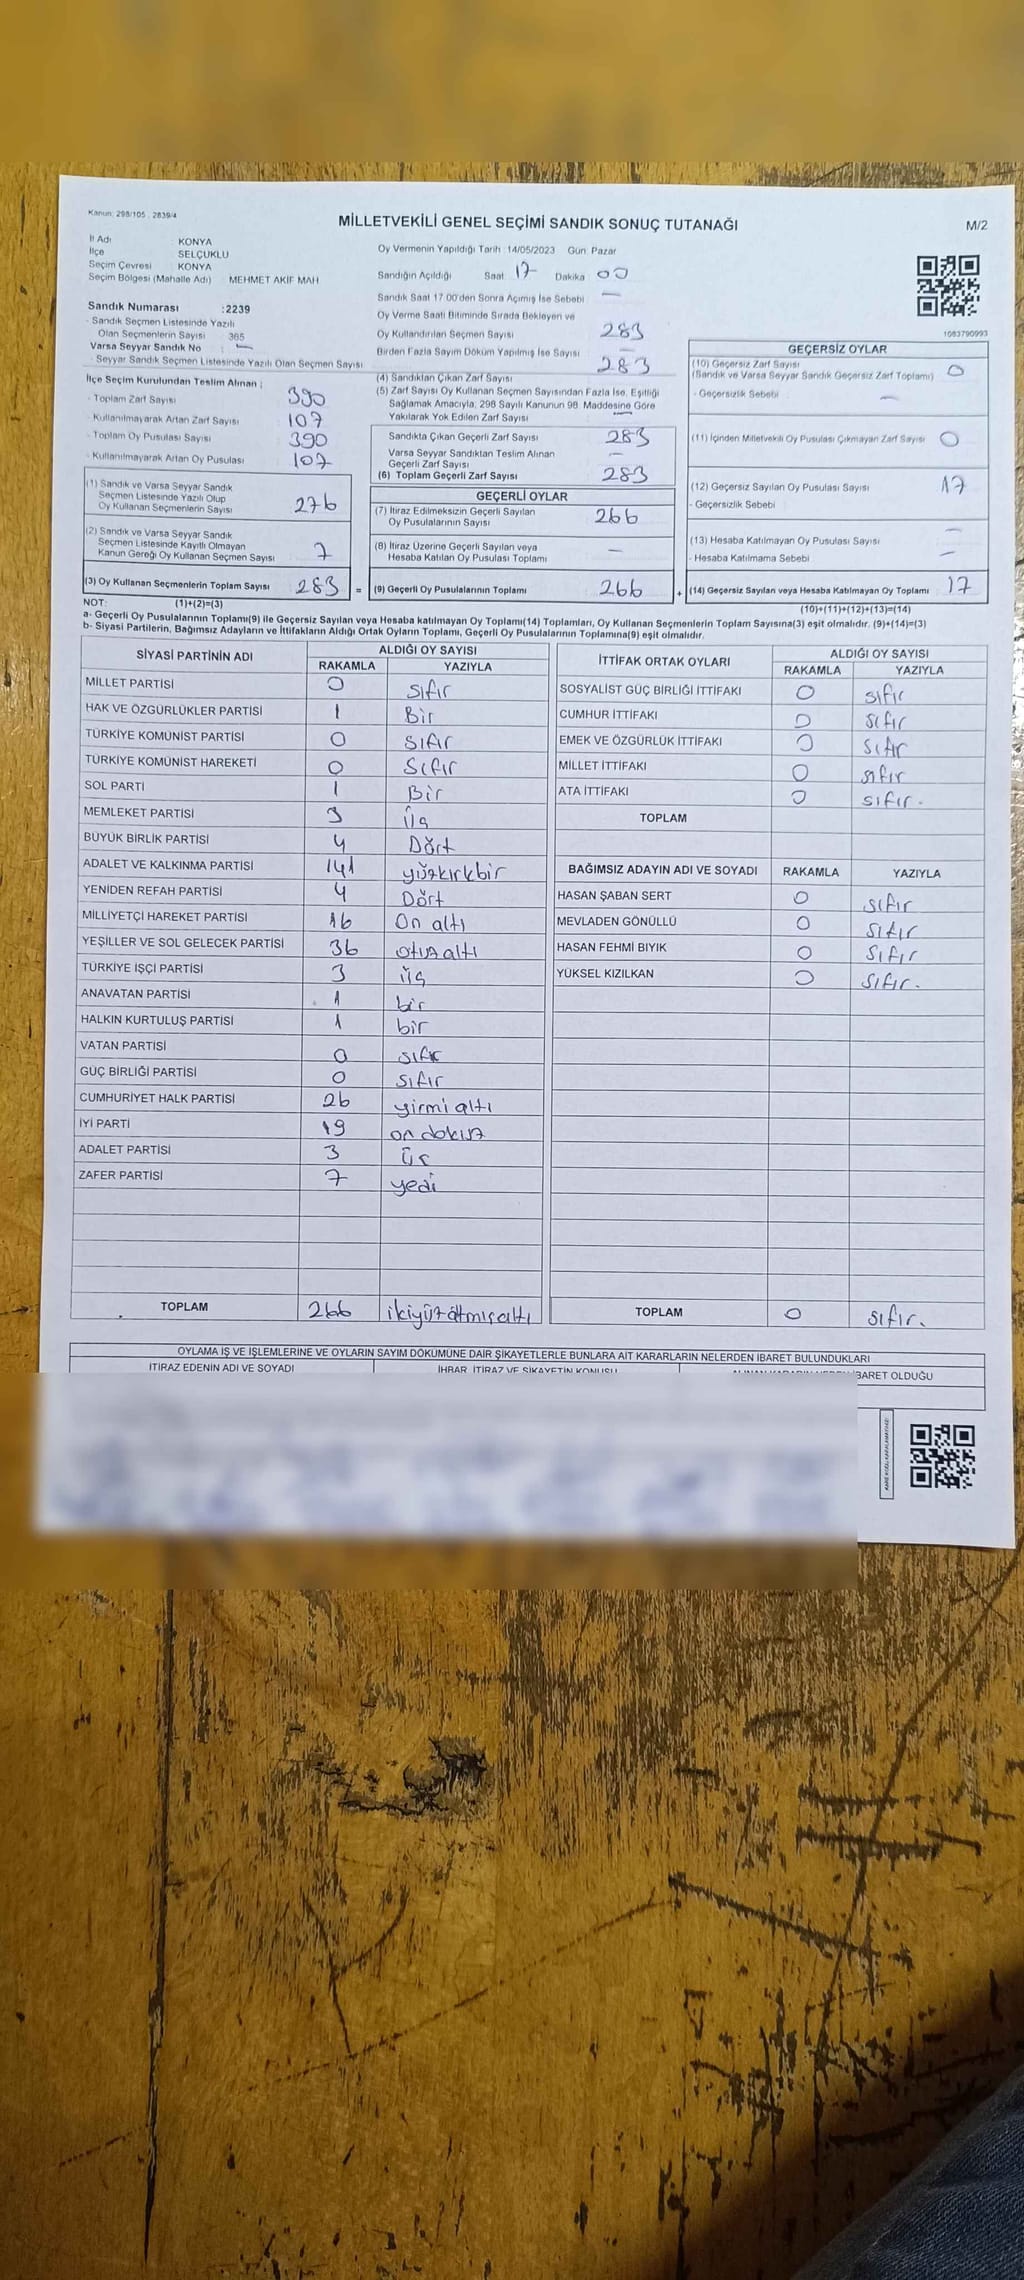 Kanun: 298/105 . 2839/4
MİLLETVEKİLİ GENEL SEÇİMİ SANDIK SONUÇ TUTANAĞI
M/2
İl Adı : KONYA
İlçe : SELÇUKLU
Seçim Çevresi : KONYA
Seçim Bölgesi (Mahalle Adı) MEHMET AKİF MAH
Oy Vermenin Yapıldığı Tarih :14/05/2023 Gün: Pazar
Sandığın Açıldığı Saat 17 Dakika 00
Sandık Saat 17.00'den Sonra Açılmış İse Sebebi —
Oy Verme Saati Bitiminde Sırada Bekleyen ve
Oy Kullandırılan Seçmen Sayısı 283
Birden Fazla Sayım Döküm Yapılmış İse Sayısı —
Sandık Numarası :2239
- Sandık Seçmen Listesinde Yazılı
Olan Seçmenlerin Sayısı 365
Varsa Seyyar Sandık No : —
- Seyyar Sandık Seçmen Listesinde Yazılı Olan Seçmen Sayısı
İlçe Seçim Kurulundan Teslim Alınan ;
- Toplam Zarf Sayısı 390
- Kullanılmayarak Artan Zarf Sayısı 107
- Toplam Oy Pusulası Sayısı 390
- Kullanılmayarak Artan Oy Pusulası 107
(1) Sandık ve Varsa Seyyar Sandık
Seçmen Listesinde Yazılı Olup
Oy Kullanan Seçmenlerin Sayısı 276
(2) Sandık ve Varsa Seyyar Sandık
Seçmen Listesinde Kayıtlı Olmayan
Kanun Gereği Oy Kullanan Seçmen Sayısı 7
(3) Oy Kullanan Seçmenlerin Toplam Sayısı 283 =
(4) Sandıktan Çıkan Zarf Sayısı 283
(5) Zarf Sayısı Oy Kullanan Seçmen Sayısından Fazla İse, Eşitliği
Sağlamak Amacıyla, 298 Sayılı Kanunun 98. Maddesine Göre
Yakılarak Yok Edilen Zarf Sayısı —
Sandıkta Çıkan Geçerli Zarf Sayısı 283
Varsa Seyyar Sandıktan Teslim Alınan
Geçerli Zarf Sayısı —
(6) Toplam Geçerli Zarf Sayısı 283
GEÇERLİ OYLAR
(7) İtiraz Edilmeksizin Geçerli Sayılan
Oy Pusulalarının Sayısı 266
(8) İtiraz Üzerine Geçerli Sayılan veya
Hesaba Katılan Oy Pusulası Toplamı —
(9) Geçerli Oy Pusulalarının Toplamı 266 +
1083790993
GEÇERSİZ OYLAR
(10) Geçersiz Zarf Sayısı
(Sandık ve Varsa Seyyar Sandık Geçersiz Zarf Toplamı) 0
- Geçersizlik Sebebi —
(11) İçinden Milletvekili Oy Pusulası Çıkmayan Zarf Sayısı 0
(12) Geçersiz Sayılan Oy Pusulası Sayısı 17
- Geçersizlik Sebebi
(13) Hesaba Katılmayan Oy Pusulası Sayısı —
- Hesaba Katılmama Sebebi —
(14) Geçersiz Sayılan veya Hesaba Katılmayan Oy Toplamı 17
NOT: (1)+(2)=(3)
(10)+(11)+(12)+(13)=(14)
a- Geçerli Oy Pusulalarının Toplamı(9) ile Geçersiz Sayılan veya Hesaba katılmayan Oy Toplamı(14) Toplamları, Oy Kullanan Seçmenlerin Toplam Sayısına(3) eşit olmalıdır. (9)+(14)=(3)
b- Siyasi Partilerin, Bağımsız Adayların ve İttifakların Aldığı Ortak Oyların Toplamı, Geçerli Oy Pusulalarının Toplamına(9) eşit olmalıdır.
SİYASİ PARTİNİN ADI ALDIĞI OY SAYISI
RAKAMLA YAZIYLA
MİLLET PARTİSİ 0 sıfır
HAK VE ÖZGÜRLÜKLER PARTİSİ 1 Bir
TÜRKİYE KOMÜNİST PARTİSİ 0 sıfır
TÜRKİYE KOMÜNİST HAREKETİ 0 Sıfır
SOL PARTİ 1 Bir
MEMLEKET PARTİSİ 3 üç
BÜYÜK BİRLİK PARTİSİ 4 Dört
ADALET VE KALKINMA PARTİSİ 141 yüzkırkbir
YENİDEN REFAH PARTİSİ 4 Dört
MİLLİYETÇİ HAREKET PARTİSİ 16 On altı
YEŞİLLER VE SOL GELECEK PARTİSİ 36 otuz altı
TÜRKİYE İŞÇİ PARTİSİ 3 üç
ANAVATAN PARTİSİ 1 bir
HALKIN KURTULUŞ PARTİSİ 1 bir
VATAN PARTİSİ 0 sıfır
GÜÇ BİRLİĞİ PARTİSİ 0 sıfır
CUMHURİYET HALK PARTİSİ 26 yirmi altı
İYİ PARTİ 19 on dokuz
ADALET PARTİSİ 3 üç
ZAFER PARTİSİ 7 yedi
TOPLAM 266 ikiyüzatmışaltı
İTTİFAK ORTAK OYLARI ALDIĞI OY SAYISI
RAKAMLA YAZIYLA
SOSYALİST GÜÇ BİRLİĞİ İTTİFAKI 0 sıfır
CUMHUR İTTİFAKI 0 sıfır
EMEK VE ÖZGÜRLÜK İTTİFAKI 0 sıfır
MİLLET İTTİFAKI 0 sıfır
ATA İTTİFAKI 0 sıfır.
TOPLAM
BAĞIMSIZ ADAYIN ADI VE SOYADI RAKAMLA YAZIYLA
HASAN ŞABAN SERT 0 sıfır
MEVLADEN GÖNÜLLÜ 0 sıfır
HASAN FEHMİ BIYIK 0 sıfır
YÜKSEL KIZILKAN 0 sıfır.
TOPLAM 0 sıfır.
OYLAMA İŞ VE İŞLEMLERİNE VE OYLARIN SAYIM DÖKÜMÜNE DAİR ŞİKAYETLERLE BUNLARA AİT KARARLARIN NELERDEN İBARET BULUNDUKLARI
İTİRAZ EDENİN ADI VE SOYADI
İHBAR, İTİRAZ VE ŞİKAYETİN KONUSU
İBARET OLDUĞU